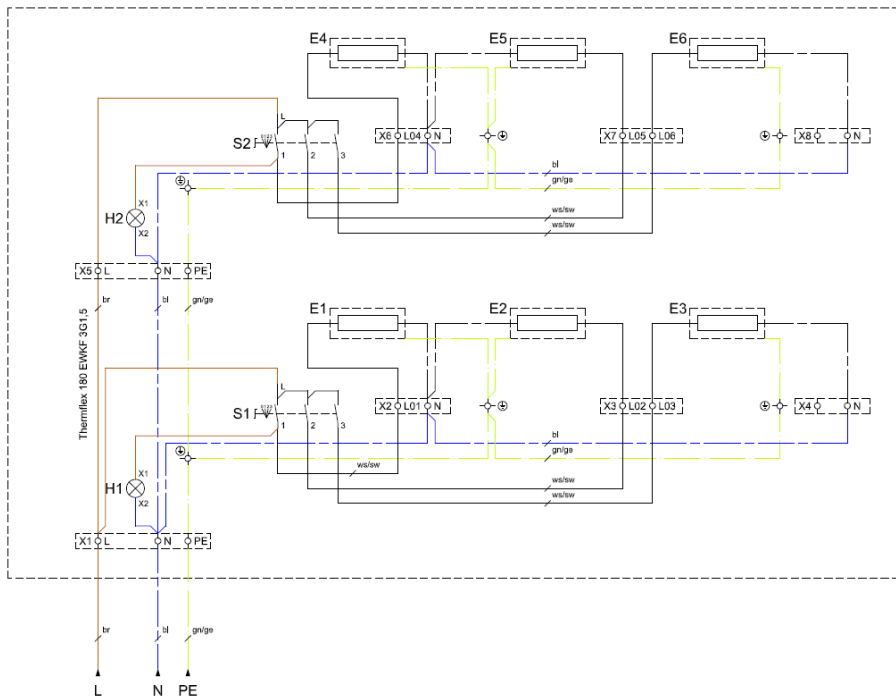 E4 E5 E6
L
S2 0123 X6 L04 N X7 L05 L06 X8 N
1 2 3
bl
X1 gn/ge
H2 ws/sw
X2 ws/sw
X5 L N PE
br bl gn/ge
E1 E2 E3
Thermflex 180 EWKF 3G1,5
L
S1 0123 X2 L01 N X3 L02 L03 X4 N
1 2 3
bl
gn/ge
X1 ws/sw
H1 ws/sw
X2 ws/sw
X1 L N PE
br bl gn/ge
L N PE